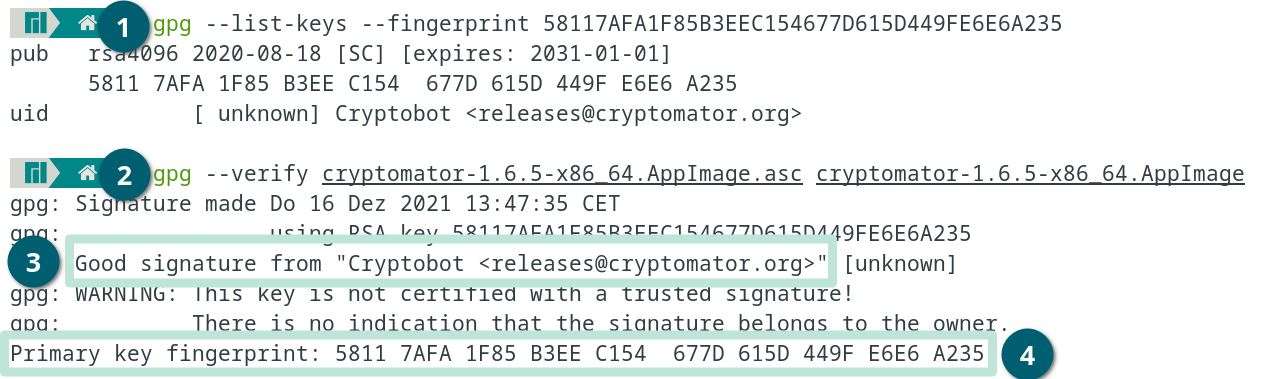 1 gpg --list-keys --fingerprint 58117AFA1F85B3EEC154677D615D449FE6E6A235
pub   rsa4096 2020-08-18 [SC] [expires: 2031-01-01]
      5811 7AFA 1F85 B3EE C154  677D 615D 449F E6E6 A235
uid           [ unknown] Cryptobot <releases@cryptomator.org>
2 gpg --verify cryptomator-1.6.5-x86_64.AppImage.asc cryptomator-1.6.5-x86_64.AppImage
gpg: Signature made Do 16 Dez 2021 13:47:35 CET
gpg:                using RSA key 58117AFA1F85B3EEC154677D615D449FE6E6A235
3 Good signature from "Cryptobot <releases@cryptomator.org>" [unknown]
gpg: WARNING: This key is not certified with a trusted signature!
gpg:          There is no indication that the signature belongs to the owner.
Primary key fingerprint: 5811 7AFA 1F85 B3EE C154  677D 615D 449F E6E6 A235 4